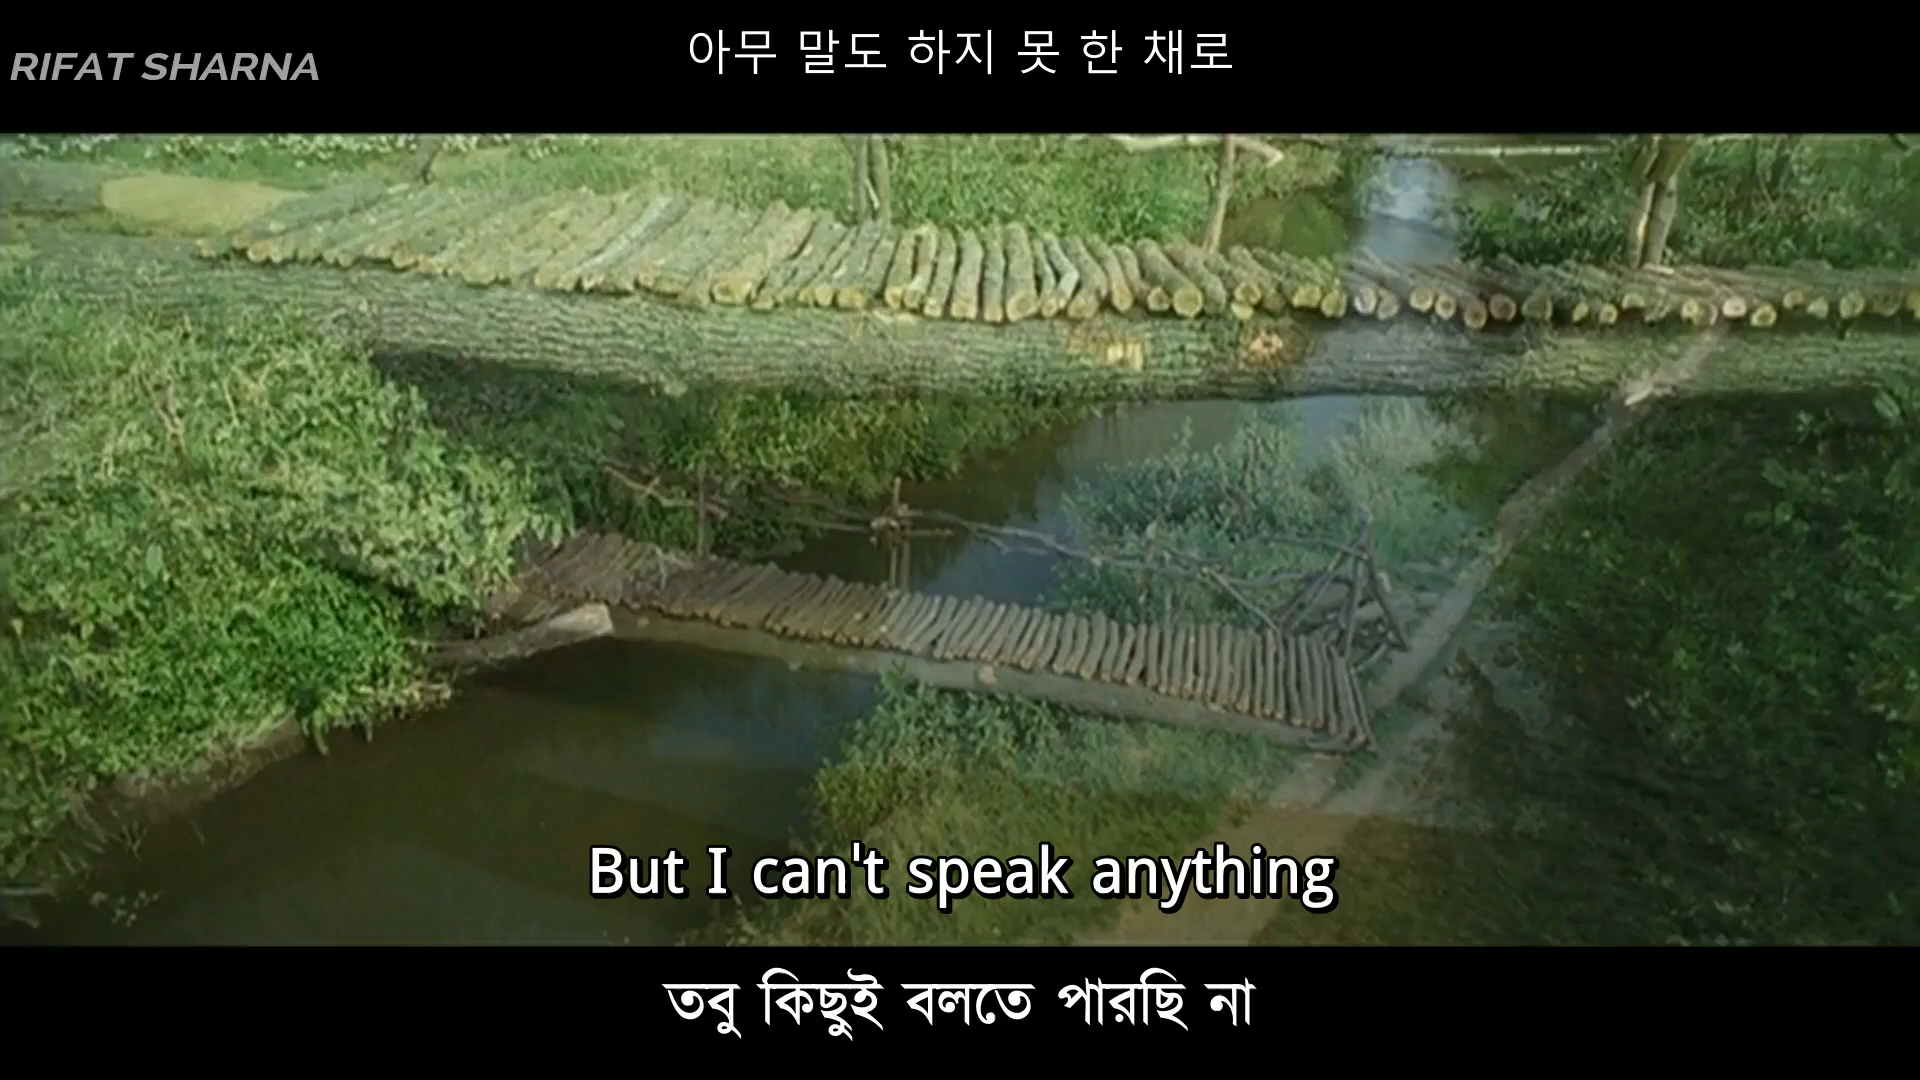 아무 말도 하지 못 한 채로
RIFAT SHARNA
But I can't speak anything
তবু কিছুই বলতে পারছি না